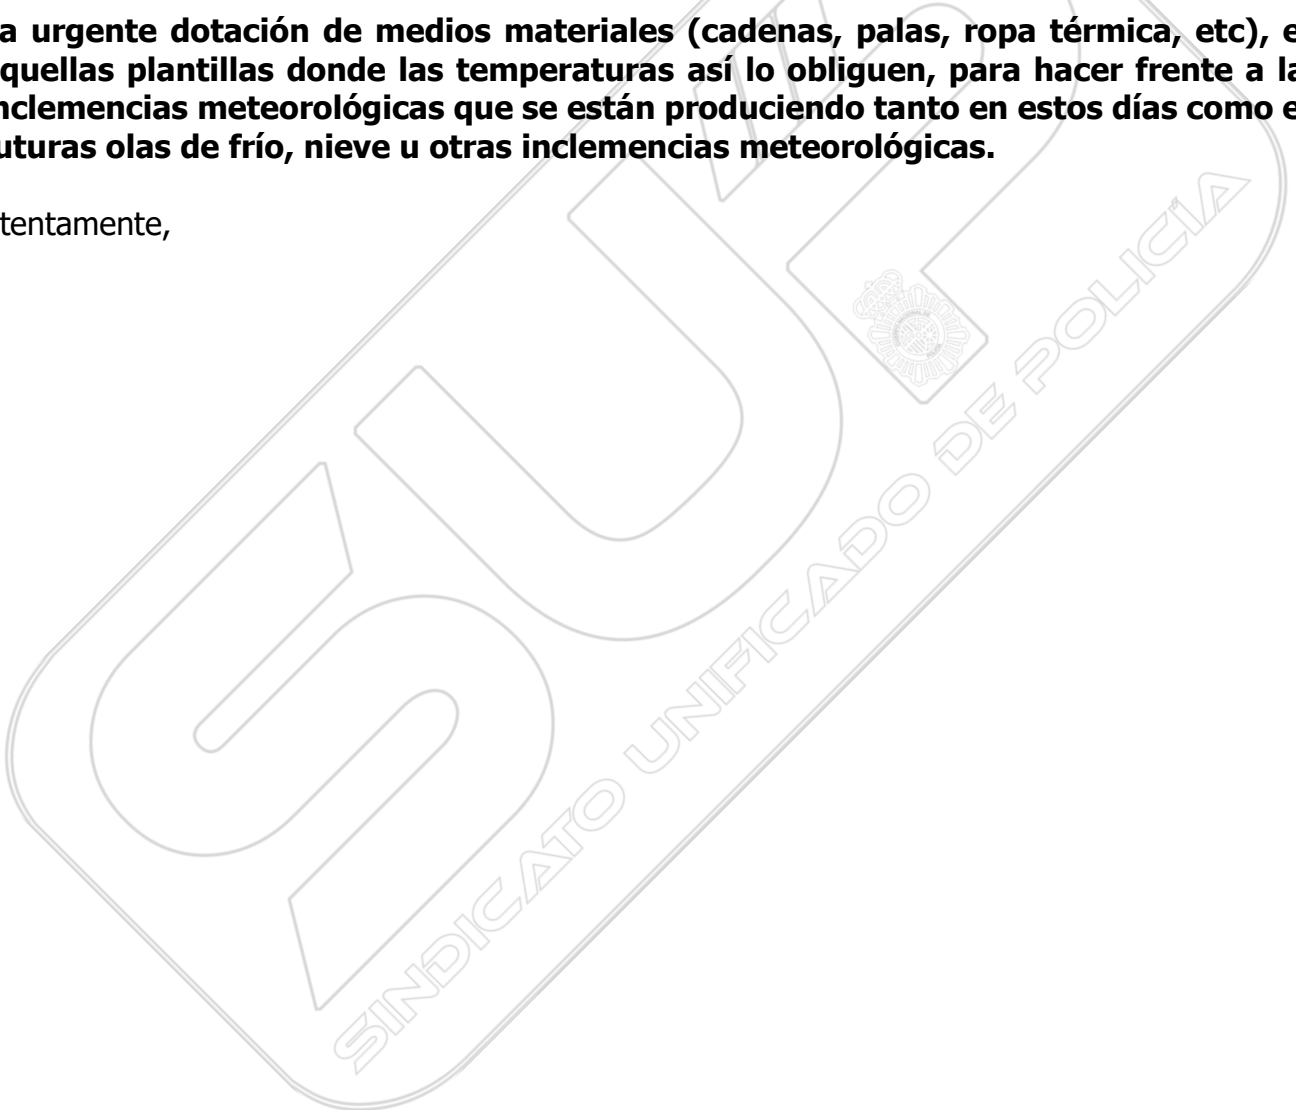 a urgente dotación de medios materiales (cadenas, palas, ropa térmica, etc), e
quellas plantillas donde las temperaturas así lo obliguen, para hacer frente a la
nclemencias meteorológicas que se están produciendo tanto en estos días como e
uturas olas de frío, nieve u otras inclemencias meteorológicas.
tentamente,
SUP
SINDICATO UNIFICADO DE POLICÍA